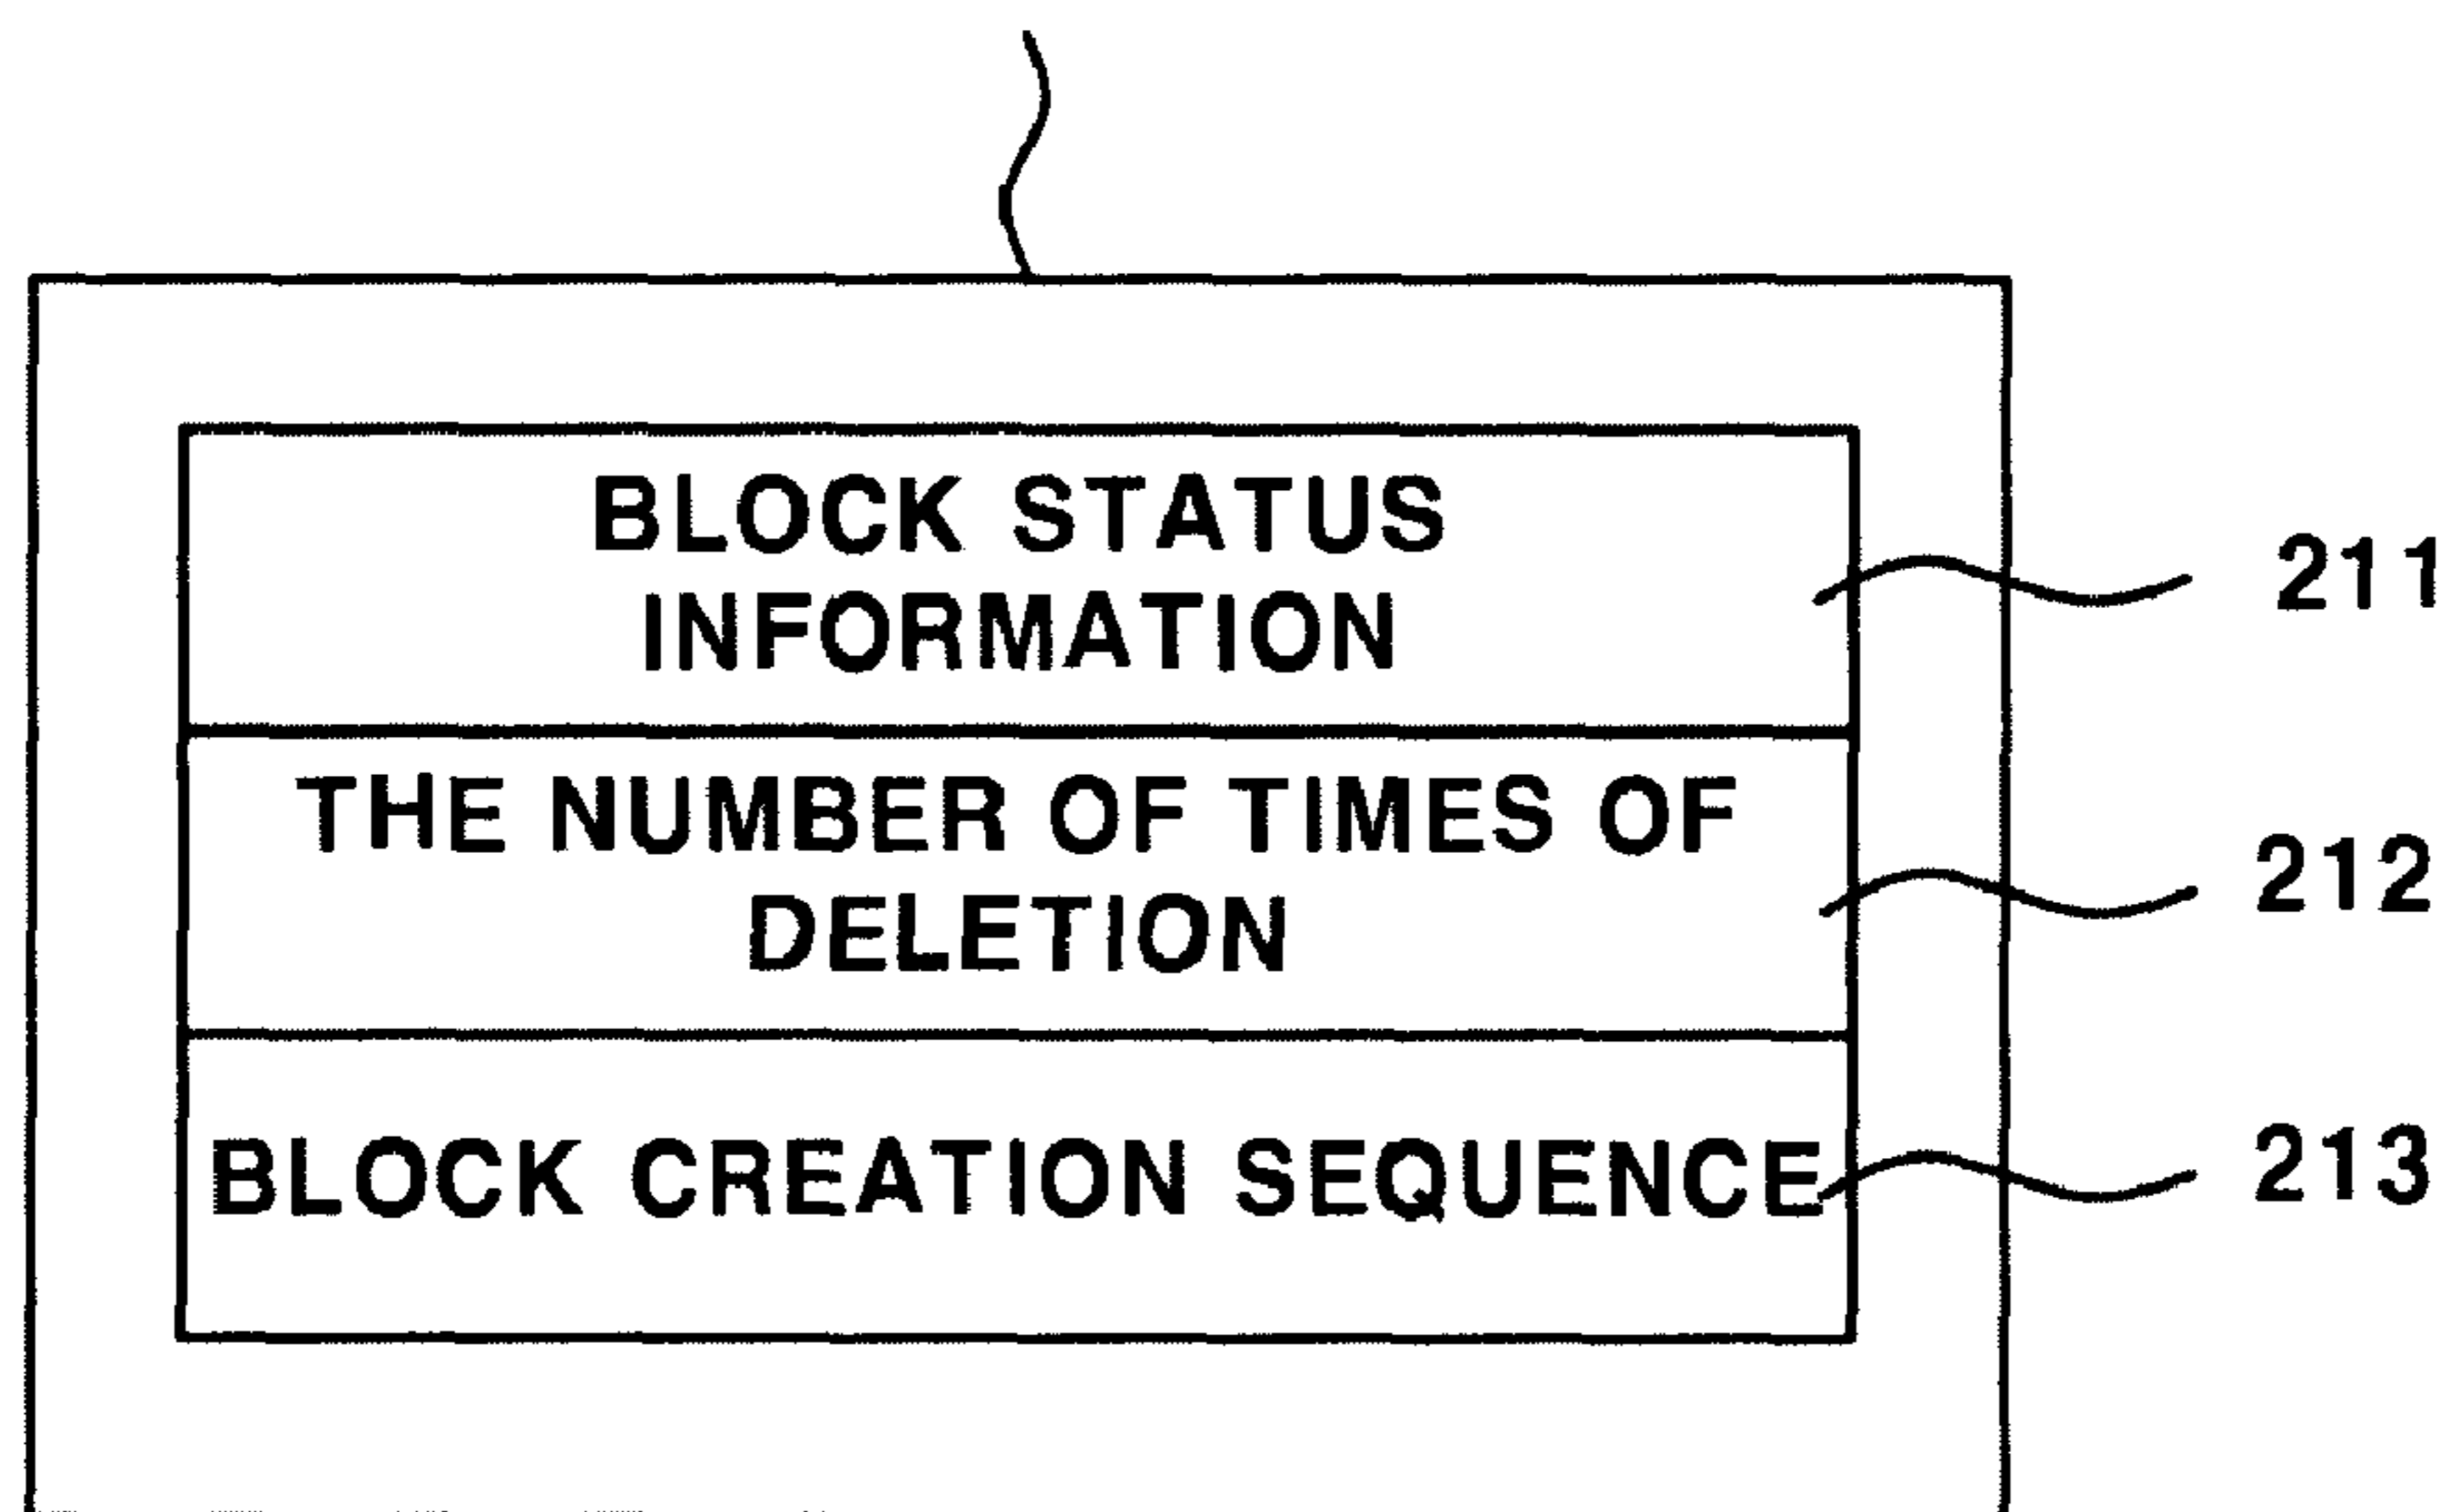 BLOCK STATUS
INFORMATION
211
THE NUMBER OF TIMES OF
DELETION
212
BLOCK CREATION SEQUENCE
213